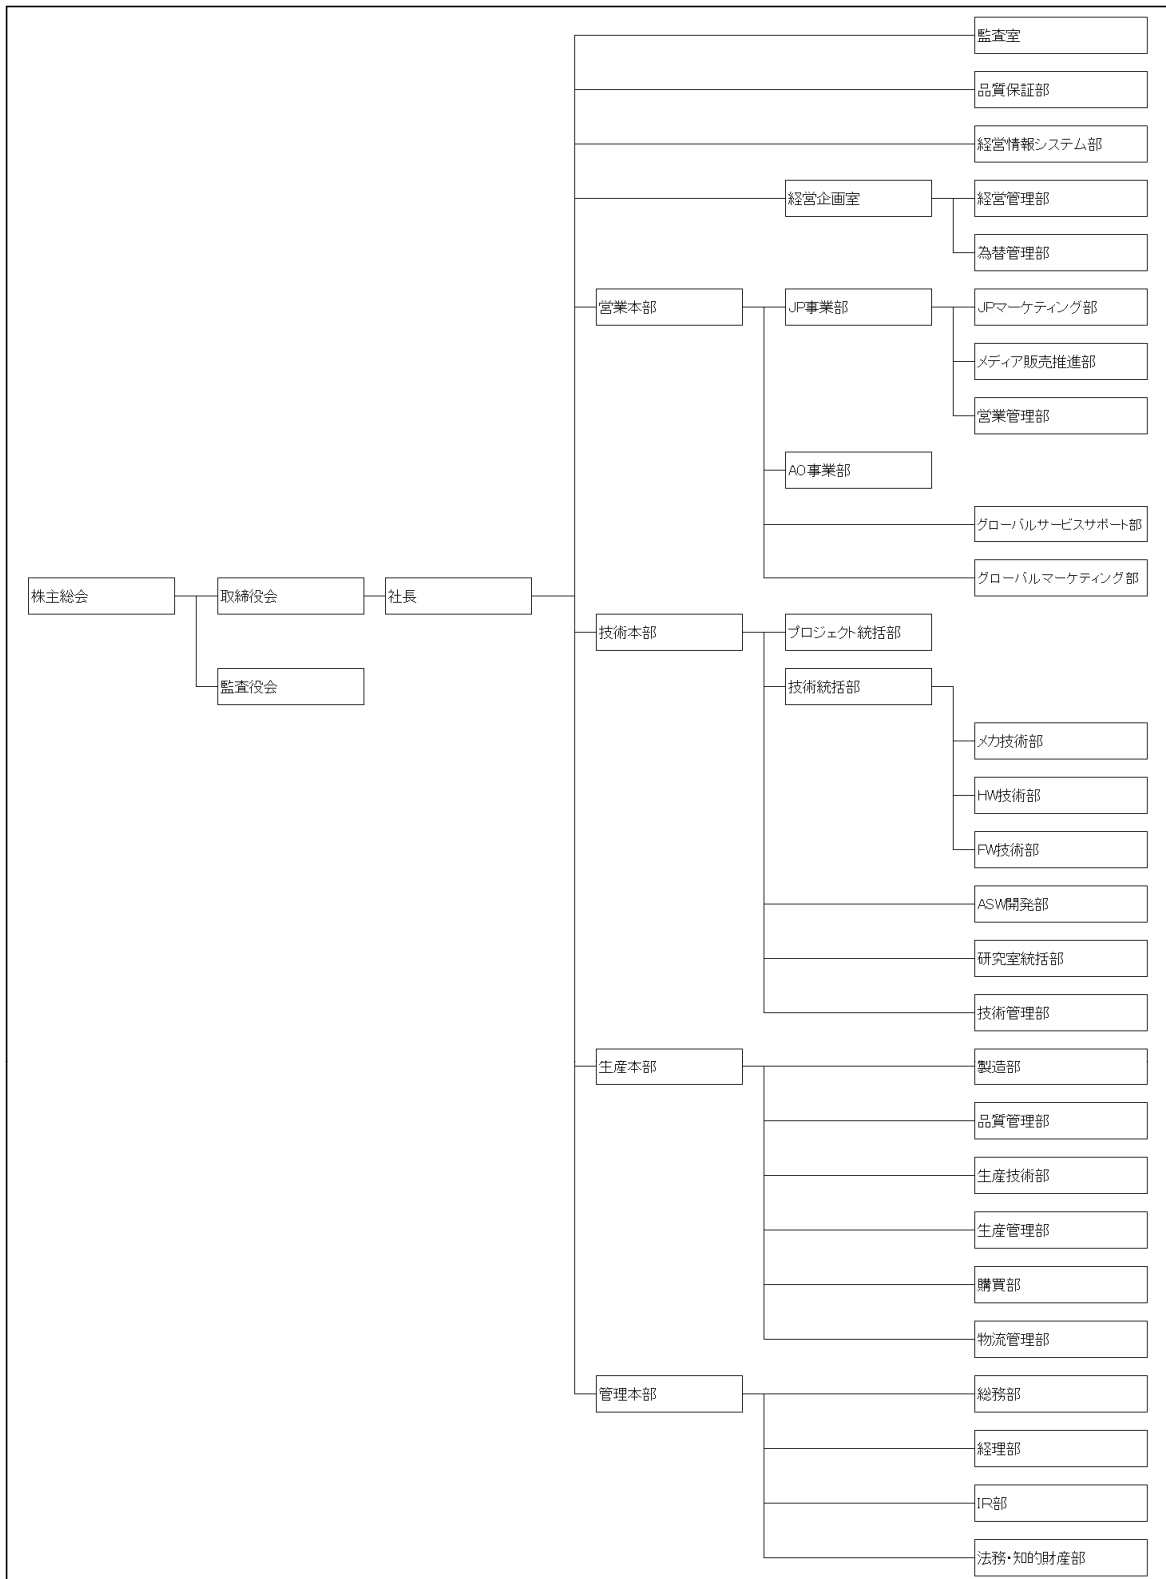 監査室
品質保証部
経営情報システム部
経営企画室
経営管理部
為替管理部
営業本部
JP事業部
JPマーケティング部
メディア販売推進部
営業管理部
AO事業部
グローバルサービスサポート部
グローバルマーケティング部
株主総会
取締役会
社長
技術本部
プロジェクト統括部
監査役会
技術統括部
メカ技術部
HW技術部
FW技術部
ASW開発部
研究室統括部
技術管理部
生産本部
製造部
品質管理部
生産技術部
生産管理部
購買部
物流管理部
管理本部
総務部
経理部
IR部
法務・知的財産部